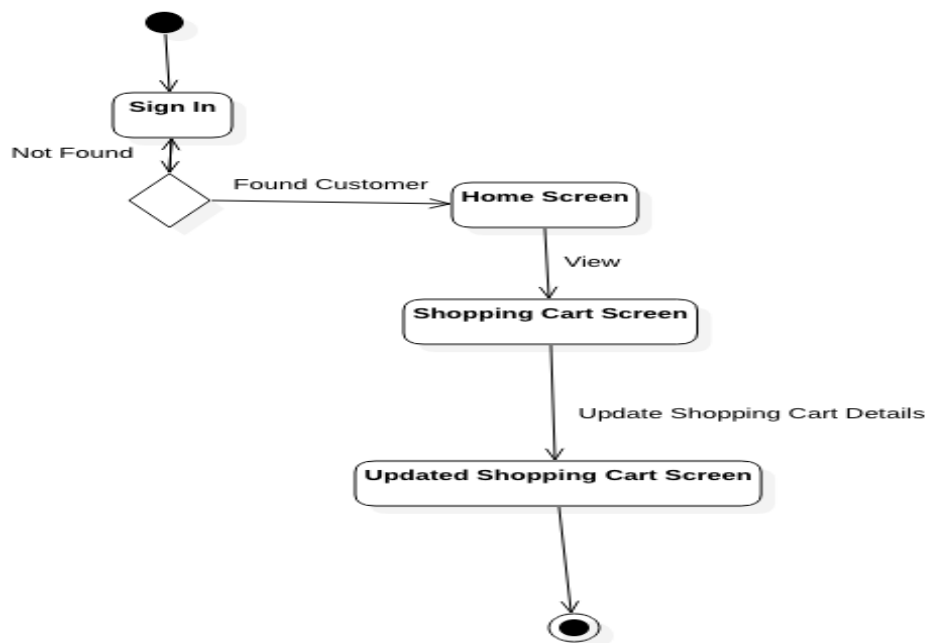 Sign In
Not Found
Found Customer
Home Screen
View
Shopping Cart Screen
Update Shopping Cart Details
Updated Shopping Cart Screen